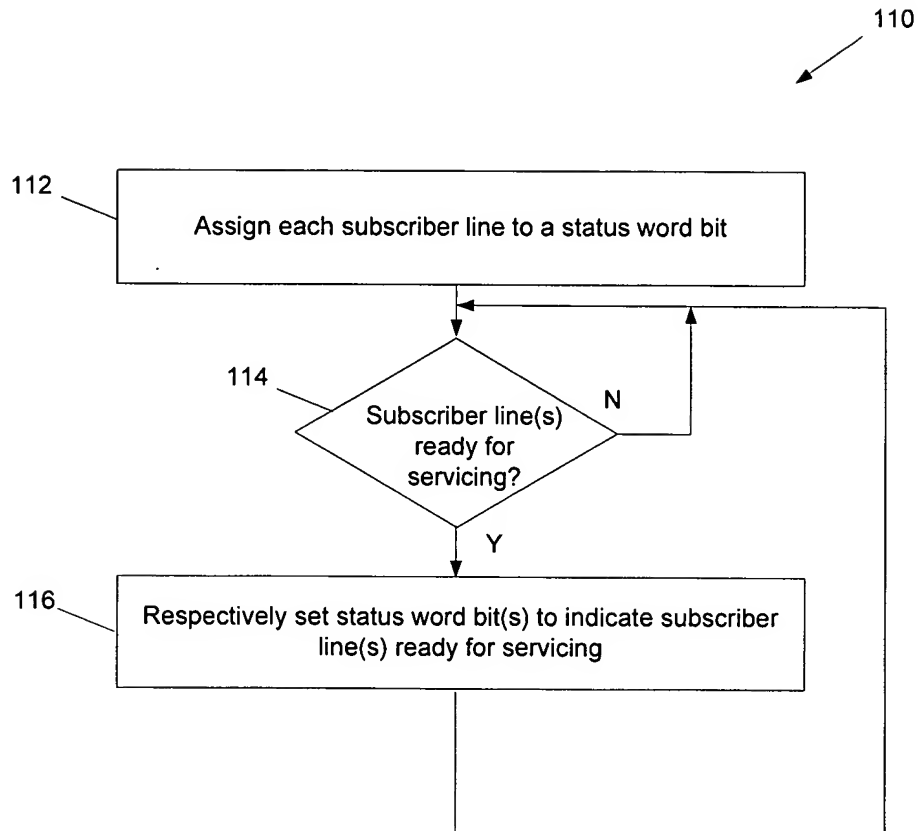 110
112
Assign each subscriber line to a status word bit
114
Subscriber line(s)
ready for
servicing?
N
Y
116
Respectively set status word bit(s) to indicate subscriber
line(s) ready for servicing